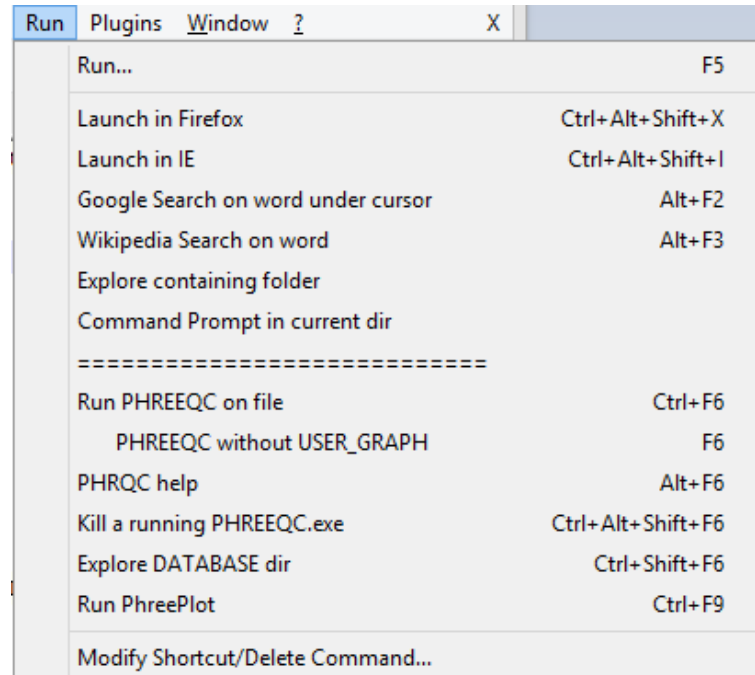 Run Plugins Window ? X
Run... F5
Launch in Firefox Ctrl+Alt+Shift+X
Launch in IE Ctrl+Alt+Shift+I
Google Search on word under cursor Alt+F2
Wikipedia Search on word Alt+F3
Explore containing folder
Command Prompt in current dir
============================
Run PHREEQC on file Ctrl+F6
PHREEQC without USER_GRAPH F6
PHRQC help Alt+F6
Kill a running PHREEQC.exe Ctrl+Alt+Shift+F6
Explore DATABASE dir Ctrl+Shift+F6
Run PhreePlot Ctrl+F9
Modify Shortcut/Delete Command...